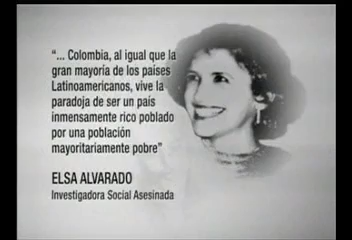 “... Colombia, al igual que la
gran mayoría de los países
Latinoamericanos, vive la
paradoja de ser un país
inmensamente rico poblado
por una población
mayoritariamente pobre”
ELSA ALVARADO
Investigadora Social Asesinada